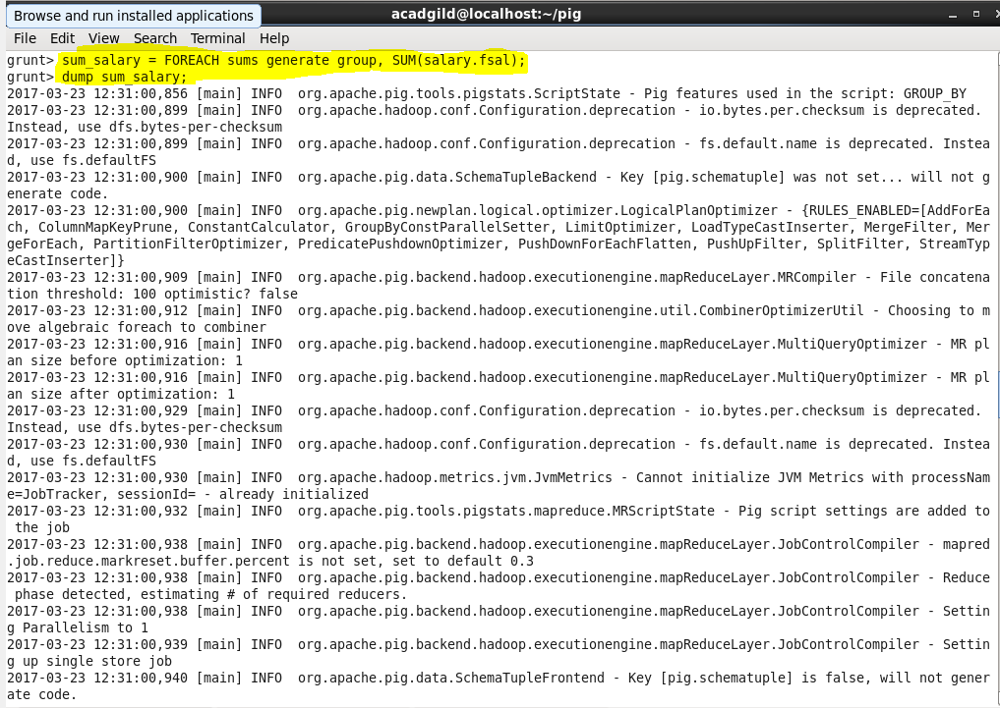 Browse and run installed applications
acadgild@localhost:~/pig
File Edit View Search Terminal Help
grunt> sum_salary = FOREACH sums generate group, SUM(salary.fsal);
grunt> dump sum_salary;
2017-03-23 12:31:00,856 [main] INFO  org.apache.pig.tools.pigstats.ScriptState - Pig features used in the script: GROUP_BY
2017-03-23 12:31:00,899 [main] INFO  org.apache.hadoop.conf.Configuration.deprecation - io.bytes.per.checksum is deprecated.
Instead, use dfs.bytes-per-checksum
2017-03-23 12:31:00,899 [main] INFO  org.apache.hadoop.conf.Configuration.deprecation - fs.default.name is deprecated. Instea
d, use fs.defaultFS
2017-03-23 12:31:00,900 [main] INFO  org.apache.pig.data.SchemaTupleBackend - Key [pig.schematuple] was not set... will not g
enerate code.
2017-03-23 12:31:00,900 [main] INFO  org.apache.pig.newplan.logical.optimizer.LogicalPlanOptimizer - {RULES_ENABLED=[AddForEa
ch, ColumnMapKeyPrune, ConstantCalculator, GroupByConstParallelSetter, LimitOptimizer, LoadTypeCastInserter, MergeFilter, Mer
geForEach, PartitionFilterOptimizer, PredicatePushdownOptimizer, PushDownForEachFlatten, PushUpFilter, SplitFilter, StreamTyp
eCastInserter]}
2017-03-23 12:31:00,909 [main] INFO  org.apache.pig.backend.hadoop.executionengine.mapReduceLayer.MRCompiler - File concatena
tion threshold: 100 optimistic? false
2017-03-23 12:31:00,912 [main] INFO  org.apache.pig.backend.hadoop.executionengine.util.CombinerOptimizerUtil - Choosing to m
ove algebraic foreach to combiner
2017-03-23 12:31:00,916 [main] INFO  org.apache.pig.backend.hadoop.executionengine.mapReduceLayer.MultiQueryOptimizer - MR pl
an size before optimization: 1
2017-03-23 12:31:00,916 [main] INFO  org.apache.pig.backend.hadoop.executionengine.mapReduceLayer.MultiQueryOptimizer - MR pl
an size after optimization: 1
2017-03-23 12:31:00,929 [main] INFO  org.apache.hadoop.conf.Configuration.deprecation - io.bytes.per.checksum is deprecated.
Instead, use dfs.bytes-per-checksum
2017-03-23 12:31:00,930 [main] INFO  org.apache.hadoop.conf.Configuration.deprecation - fs.default.name is deprecated. Instea
d, use fs.defaultFS
2017-03-23 12:31:00,930 [main] INFO  org.apache.hadoop.metrics.jvm.JvmMetrics - Cannot initialize JVM Metrics with processNam
e=JobTracker, sessionId= - already initialized
2017-03-23 12:31:00,932 [main] INFO  org.apache.pig.tools.pigstats.mapreduce.MRScriptState - Pig script settings are added to
 the job
2017-03-23 12:31:00,938 [main] INFO  org.apache.pig.backend.hadoop.executionengine.mapReduceLayer.JobControlCompiler - mapred
.job.reduce.markreset.buffer.percent is not set, set to default 0.3
2017-03-23 12:31:00,938 [main] INFO  org.apache.pig.backend.hadoop.executionengine.mapReduceLayer.JobControlCompiler - Reduce
 phase detected, estimating # of required reducers.
2017-03-23 12:31:00,938 [main] INFO  org.apache.pig.backend.hadoop.executionengine.mapReduceLayer.JobControlCompiler - Settin
g Parallelism to 1
2017-03-23 12:31:00,939 [main] INFO  org.apache.pig.backend.hadoop.executionengine.mapReduceLayer.JobControlCompiler - Settin
g up single store job
2017-03-23 12:31:00,940 [main] INFO  org.apache.pig.data.SchemaTupleFrontend - Key [pig.schematuple] is false, will not gener
ate code.